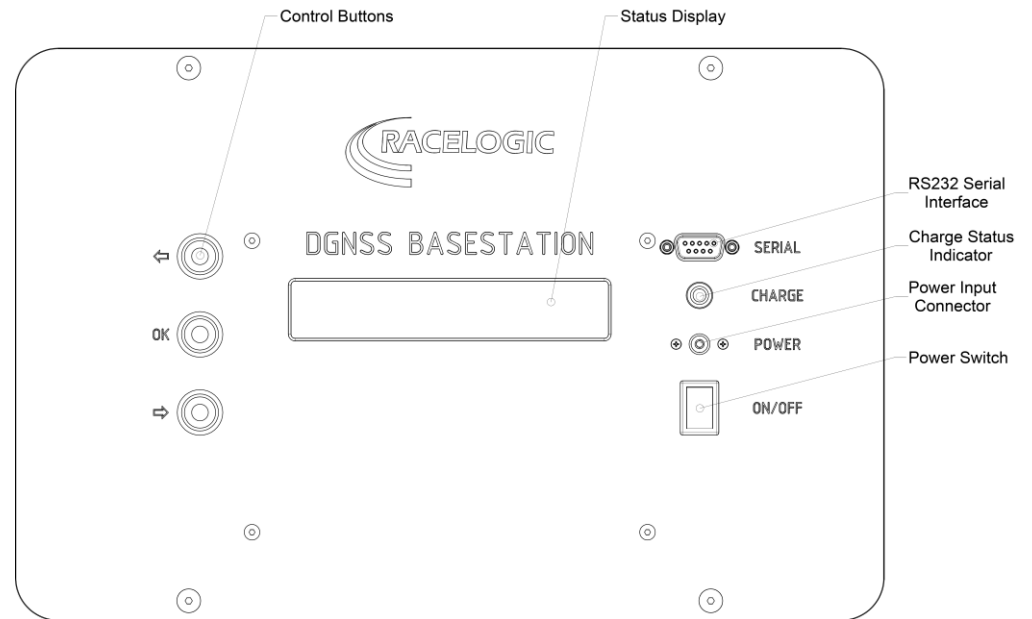 Control Buttons
Status Display
RACELOGIC
DGNSS BASESTATION
RS232 Serial
Interface
SERIAL
Charge Status
Indicator
CHARGE
Power Input
Connector
OK
POWER
Power Switch
ON/OFF